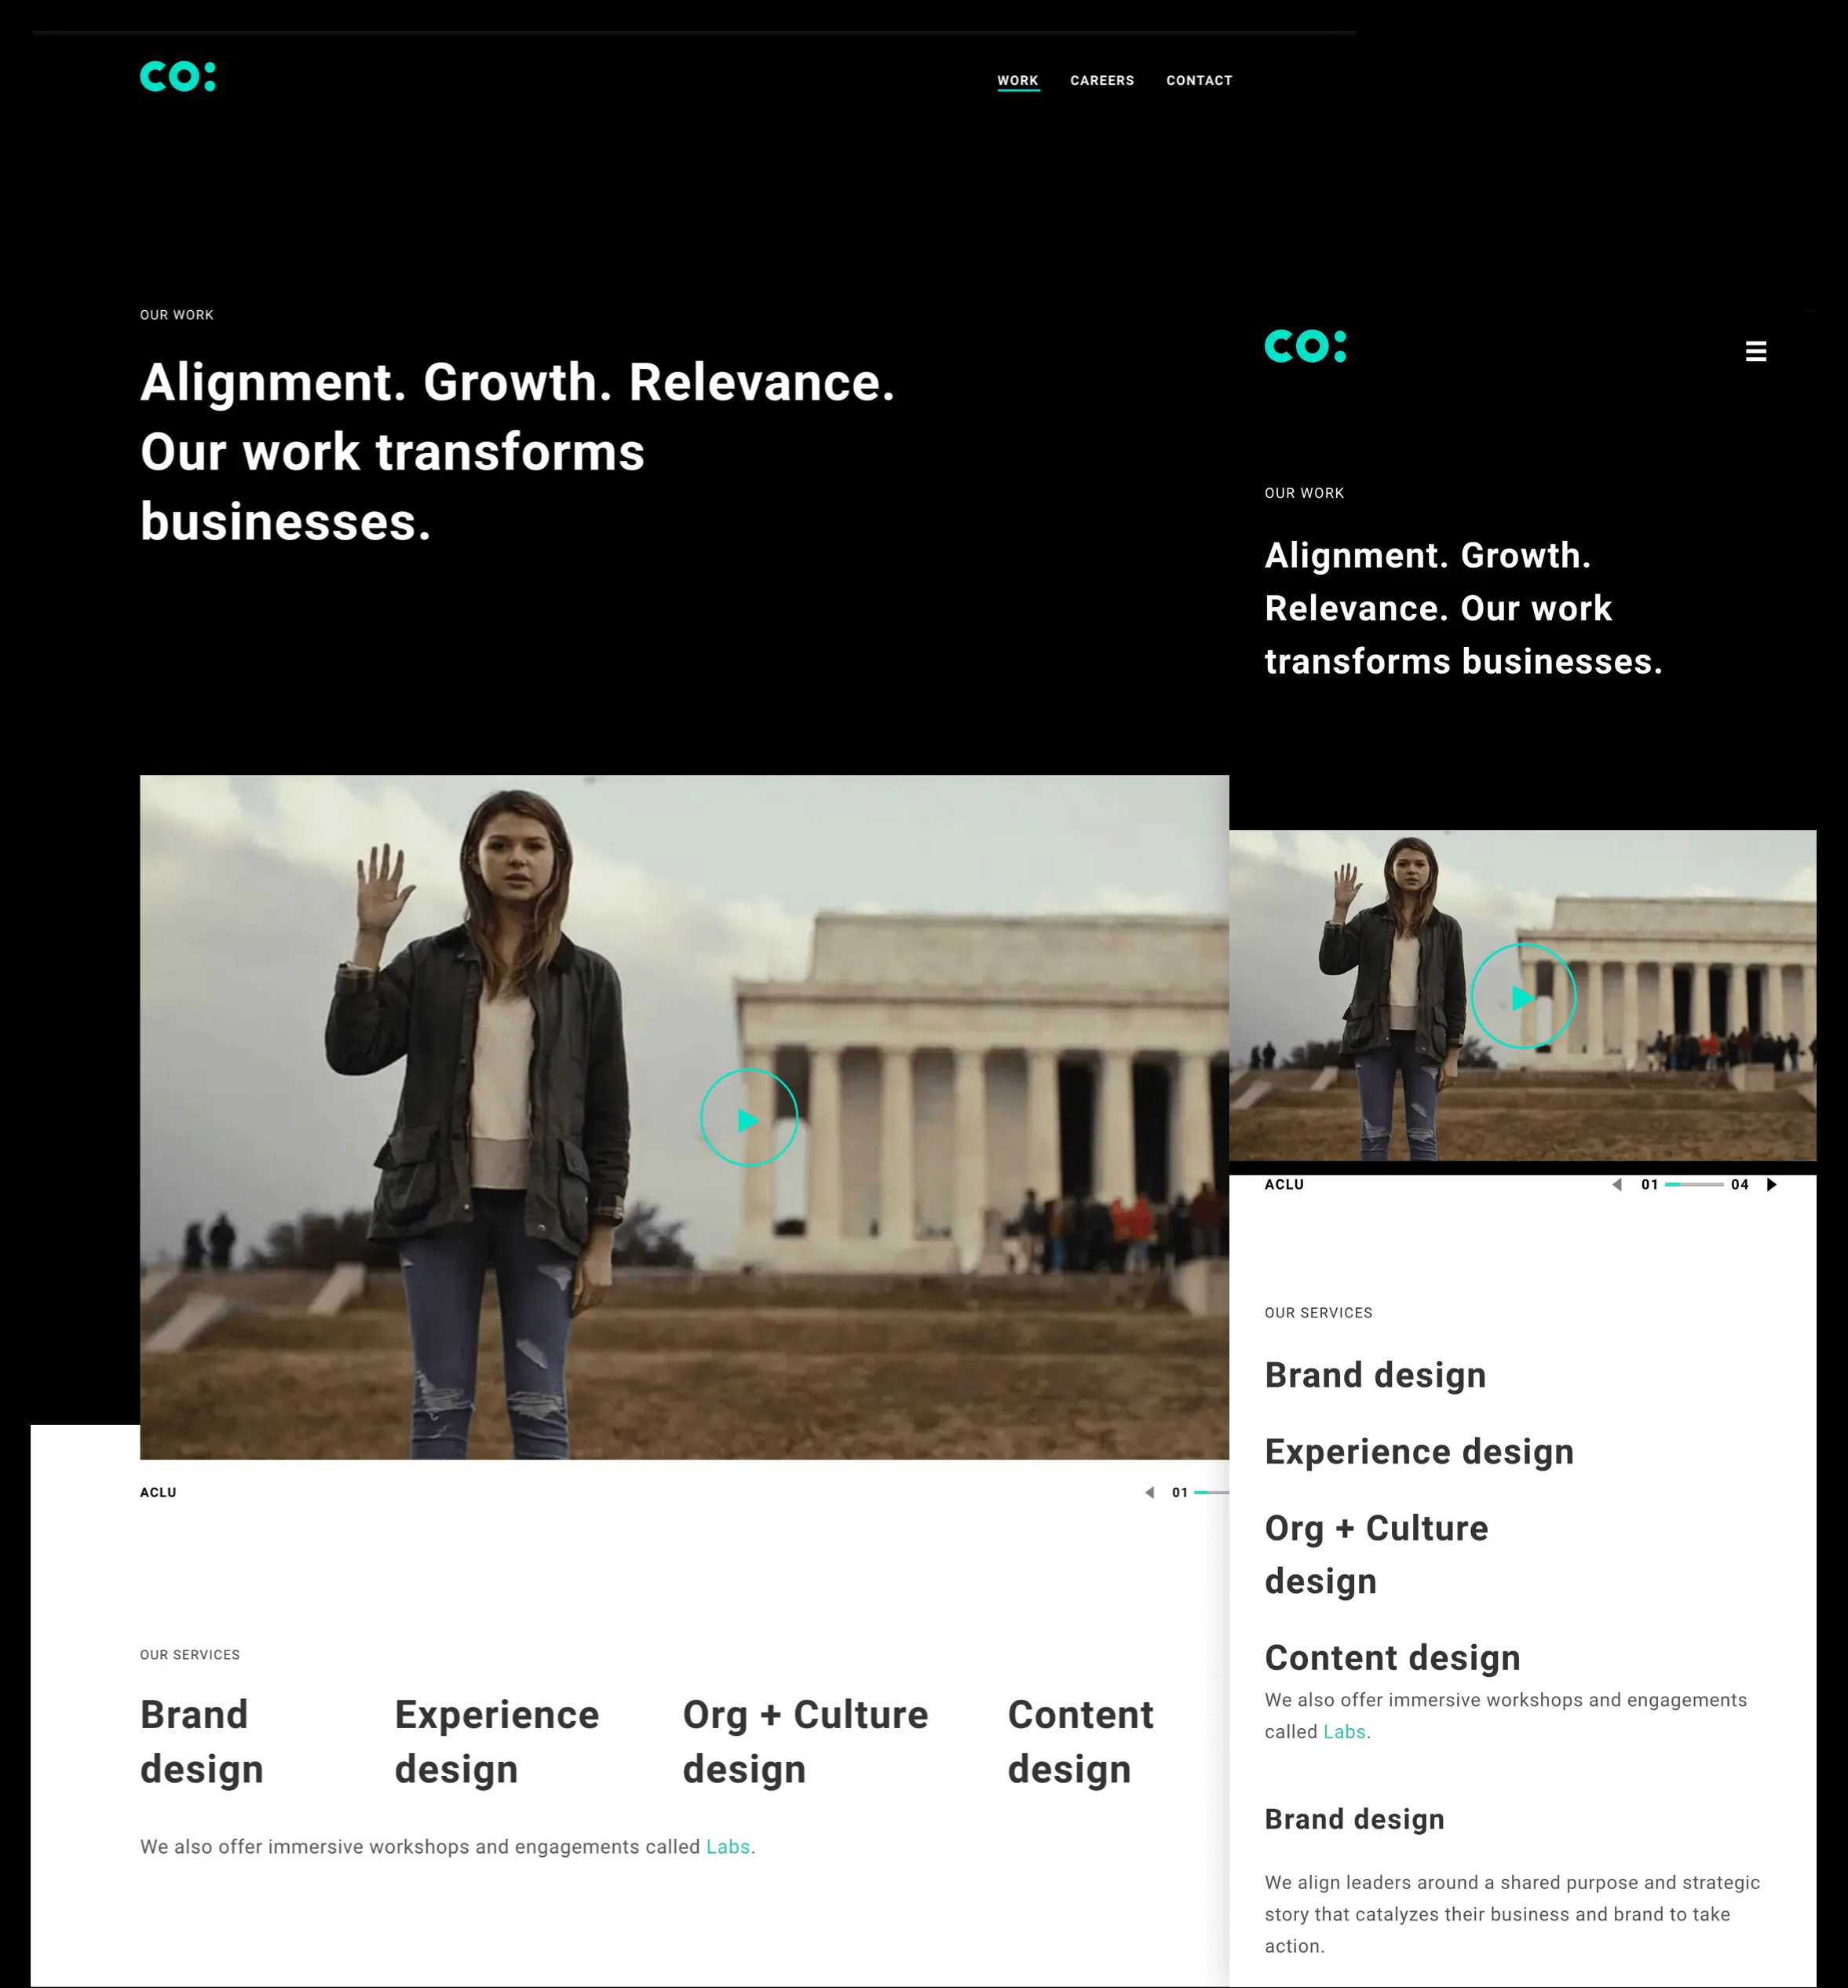 co:
WORK CAREERS CONTACT
OUR WORK
Alignment. Growth. Relevance.
Our work transforms
businesses.
ACLU
01
OUR SERVICES
Brand
design
Experience
design
Org + Culture
design
Content
design
We also offer immersive workshops and engagements called Labs.
co:
OUR WORK
Alignment. Growth.
Relevance. Our work
transforms businesses.
ACLU
01 04
OUR SERVICES
Brand design
Experience design
Org + Culture
design
Content design
We also offer immersive workshops and engagements
called Labs.
Brand design
We align leaders around a shared purpose and strategic
story that catalyzes their business and brand to take
action.